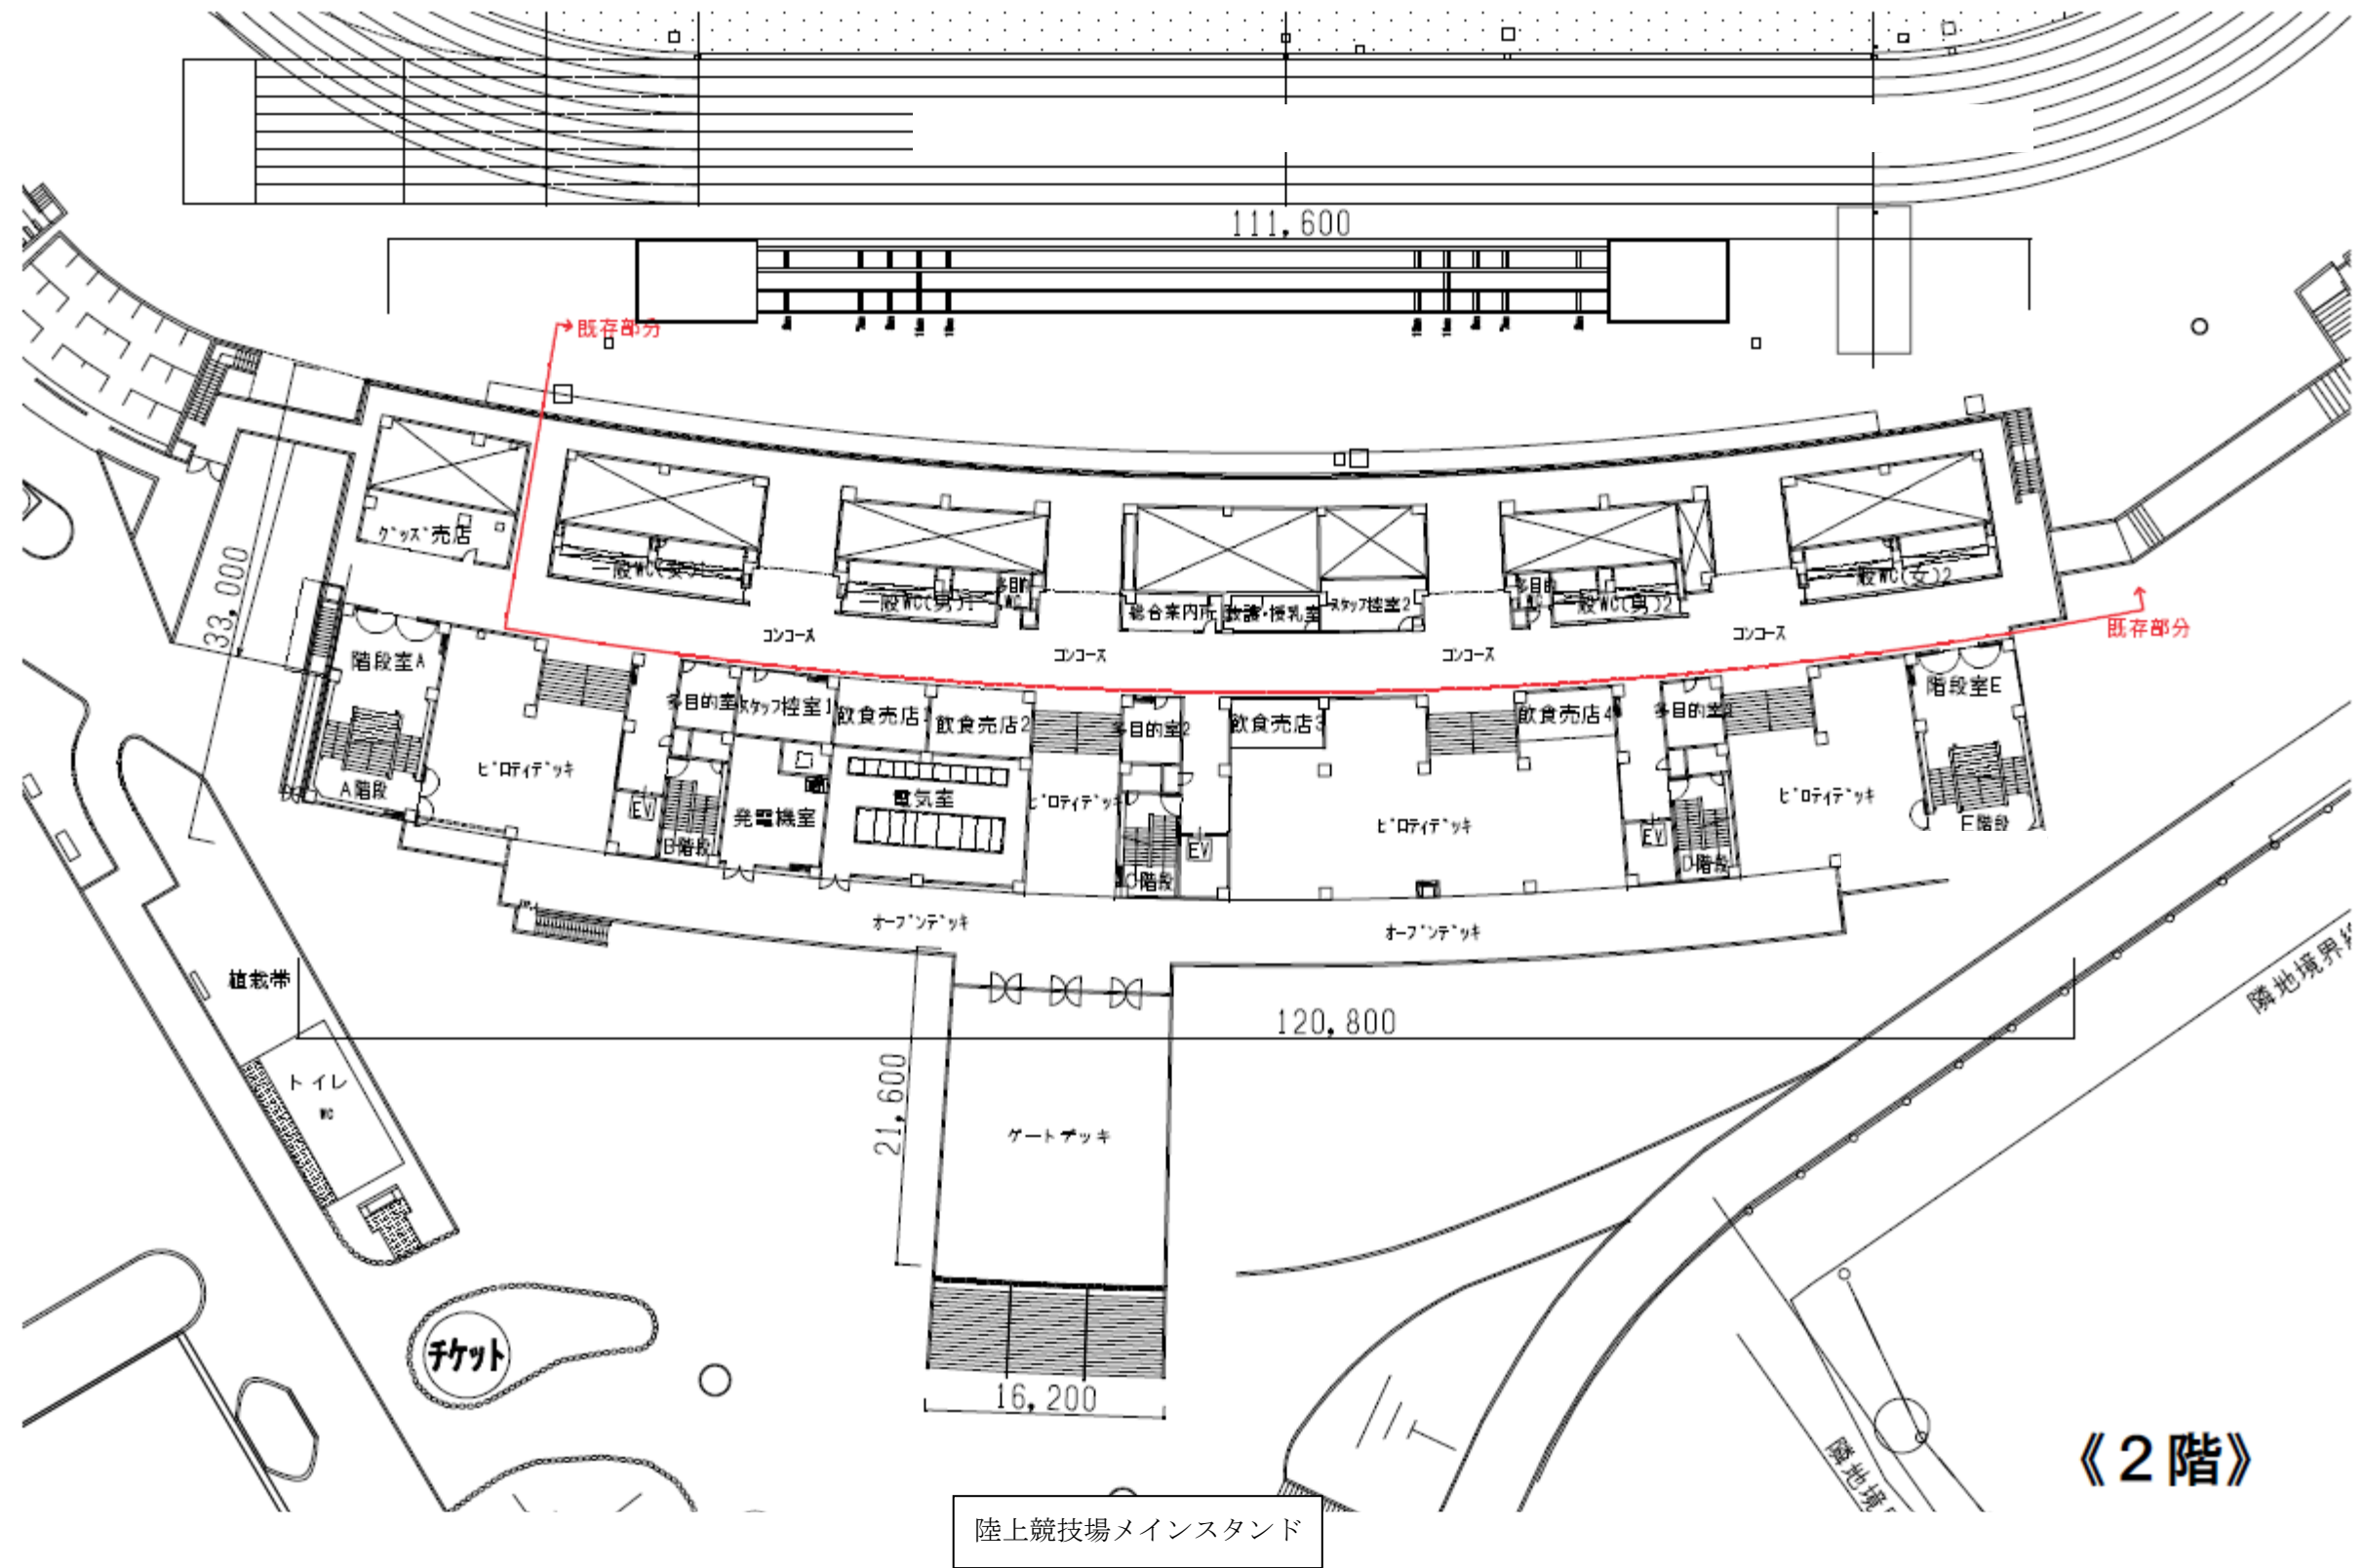 111,600
既存部分
グッズ売店
33,000
一般WC(女)1
一般WC(男)1
多目的
WC
総合案内所
救護・授乳室
スタッフ控室2
多目的
一般WC(男)2
一般WC(女)2
既存部分
コンコース
コンコース
コンコース
コンコース
階段室A
A階段
ピロティデッキ
多目的室
スタッフ控室1
飲食売店
飲食売店2
多目的室2
飲食売店3
飲食売店4
多目的室
階段室E
EV
B階段
発電機室
電気室
ピロティデッキ
C階段
EV
ピロティデッキ
EV
D階段
ピロティデッキ
E階段
オープンデッキ
オープンデッキ
植栽帯
120,800
隣地境界線
トイレ
WC
21,600
ゲートデッキ
チケット
16,200
隣地境界
《2階》
陸上競技場メインスタンド